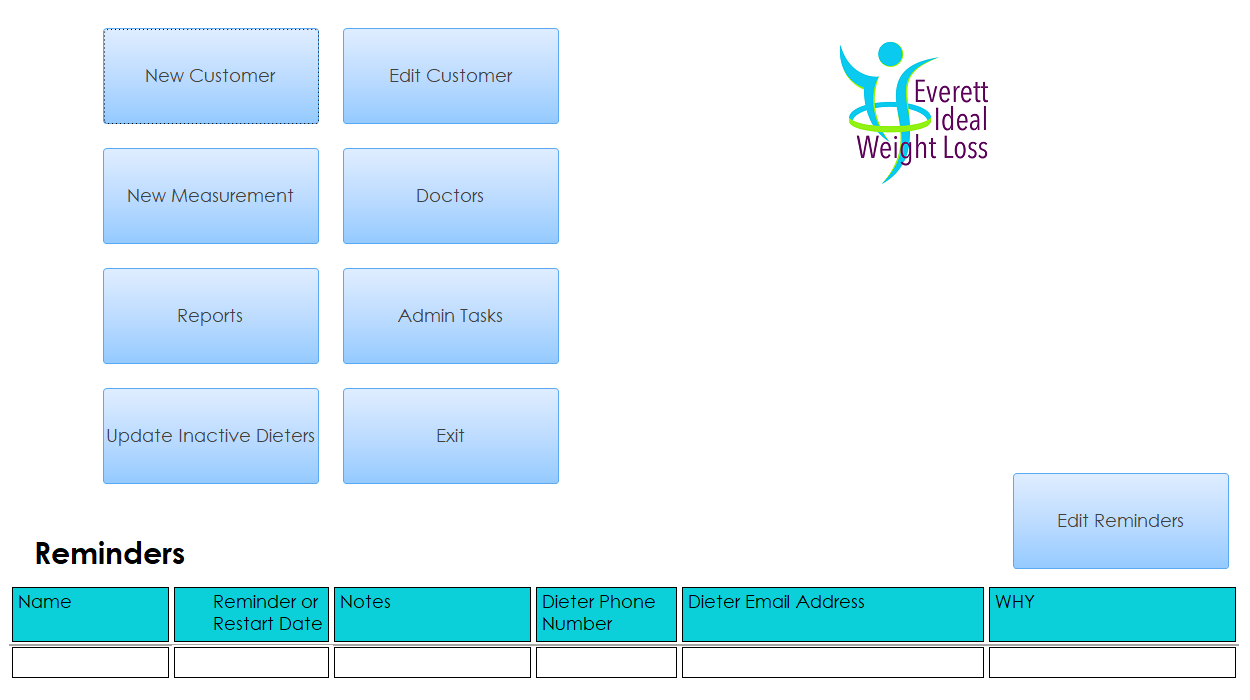 New Customer
Edit Customer
Everett
Ideal
Weight Loss
New Measurement
Doctors
Reports
Admin Tasks
Update Inactive Dieters
Exit
Edit Reminders
Reminders
Name
Reminder or
Restart Date
Notes
Dieter Phone
Number
Dieter Email Address
WHY